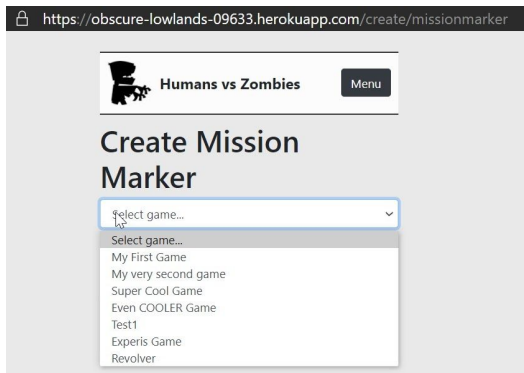 https://obscure-lowlands-09633.herokuapp.com/create/missionmarker
Humans vs Zombies
Menu
Create Mission
Marker
Select game...
Select game...
My First Game
My very second game
Super Cool Game
Even COOLER Game
Test1
Experis Game
Revolver